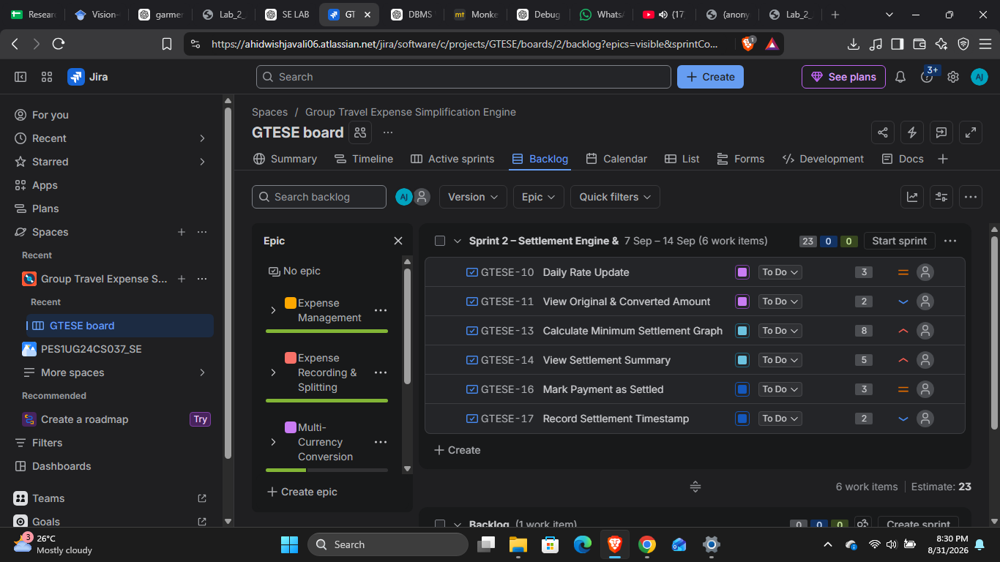 Researc
Vision-
garmer
Lab_2_
SE LAB
GT
DBMS
mt Monke
Debug
WhatsA
(17
(anony
Lab_2_
https://ahidwishjavali06.atlassian.net/jira/software/c/projects/GTESE/boards/2/backlog?epics=visible&sprintCo...
1
Jira
Search
Create
See plans
3+
AJ
For you
Recent
Starred
Apps
Plans
Spaces
Recent
Group Travel Expense S...
Recent
GTESE board
PES1UG24CS037_SE
More spaces
Recommended
Create a roadmap
Try
Filters
Dashboards
Teams
Goals
Spaces / Group Travel Expense Simplification Engine
GTESE board
Summary
Timeline
Active sprints
Backlog
Calendar
List
Forms
Development
Docs
Search backlog
AJ
Version
Epic
Quick filters
Epic
No epic
Expense
Management
Expense
Recording &
Splitting
Multi-
Currency
Conversion
Create epic
Sprint 2 – Settlement Engine & 7 Sep – 14 Sep (6 work items) 23 0 0 Start sprint
GTESE-10 Daily Rate Update To Do 3
GTESE-11 View Original & Converted Amount To Do 2
GTESE-13 Calculate Minimum Settlement Graph To Do 8
GTESE-14 View Settlement Summary To Do 5
GTESE-16 Mark Payment as Settled To Do 3
GTESE-17 Record Settlement Timestamp To Do 2
Create
6 work items Estimate: 23
Backlog (1 work item) 0 0 0 Create sprint
3
26°C
Mostly cloudy
Search
8:30 PM
8/31/2026